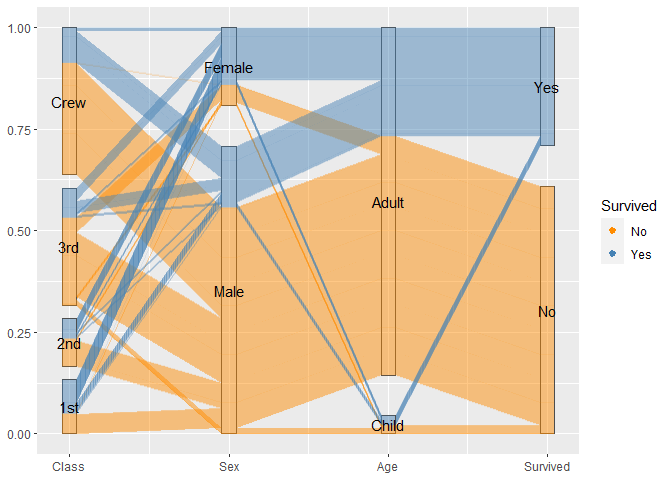 1.00
0.75
0.50
0.25
0.00
Crew
3rd
2nd
1st
Female
Male
Adult
Child
Yes
No
Class
Sex
Age
Survived
Survived
No
Yes